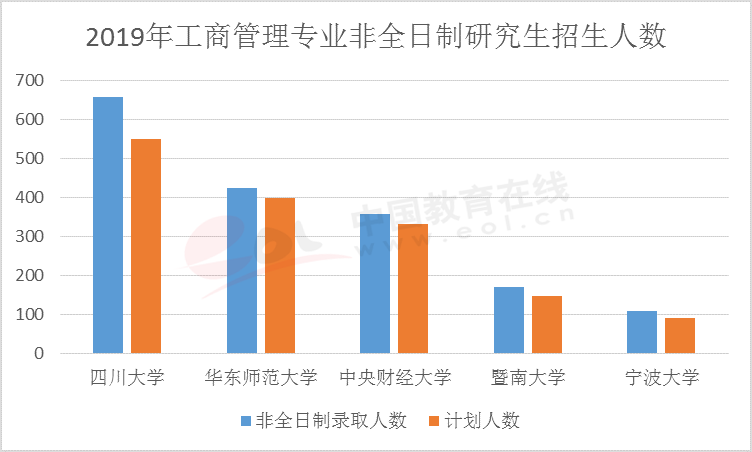 2019年工商管理专业非全日制研究生招生人数
700
600
500
400
300
200
100
0
中国教育在线
eol
www.eol.cn
四川大学 华东师范大学 中央财经大学 暨南大学 宁波大学
非全日制录取人数 计划人数